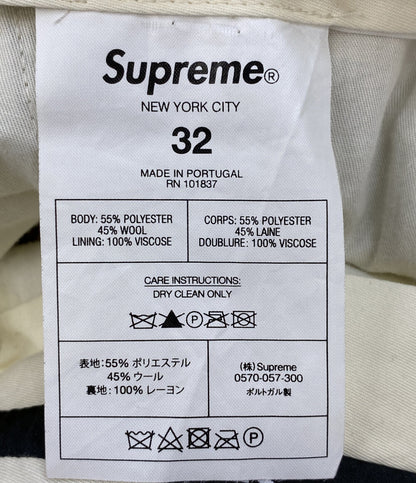 Supreme®
NEW YORK CITY
32
MADE IN PORTUGAL
RN 101837
BODY: 55% POLYESTER
45% WOOL
LINING: 100% VISCOSE
CORPS: 55% POLYESTER
45% LAINE
DOUBLURE: 100% VISCOSE
CARE INSTRUCTIONS:
DRY CLEAN ONLY
P
表地:55% ポリエステル
45% ウール
裏地:100% レーヨン
(株) Supreme
0570-057-300
ポルトガル製
P